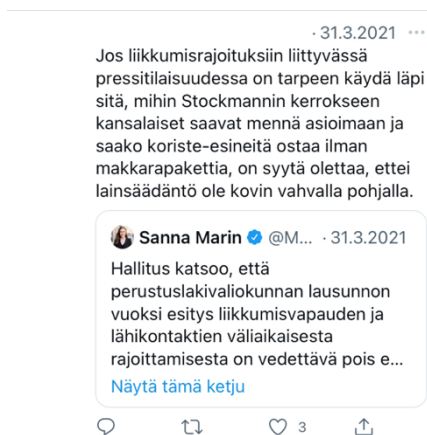 · 31.3.2021 ···
Jos liikkumisrajoituksiin liittyvässä
pressitilaisuudessa on tarpeen käydä läpi
sitä, mihin Stockmannin kerrokseen
kansalaiset saavat mennä asioimaan ja
saako koriste-esineitä ostaa ilman
makkarapakettia, on syytä olettaa, ettei
lainsäädäntö ole kovin vahvalla pohjalla.
Sanna Marin @M... · 31.3.2021
Hallitus katsoo, että
perustuslakivaliokunnan lausunnon
vuoksi esitys liikkumisvapauden ja
lähikontaktien väliaikaisesta
rajoittamisesta on vedettävä pois e...
Näytä tämä ketju
3